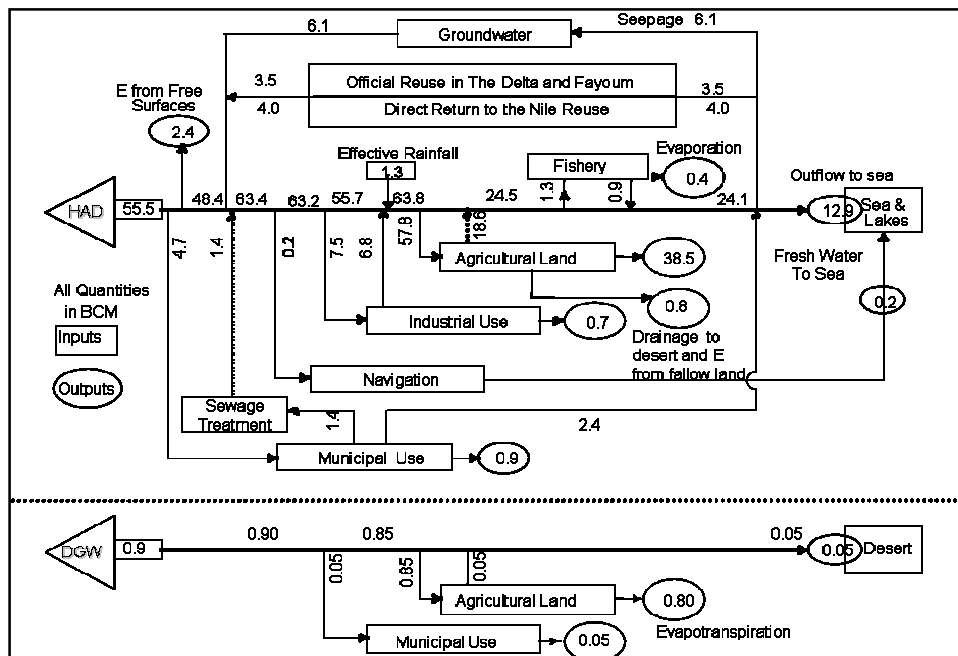 Seepage 6.1
6.1
Groundwater
3.5
Official Reuse in The Delta and Fayoum
3.5
4.0
Direct Return to the Nile Reuse
4.0
E from Free
Surfaces
2.4
Effective Rainfall
1.3
Fishery
Evaporation
0.4
1.3
0.9
Outflow to sea
HAD
55.5
48.4
63.4
63.2
55.7
63.8
24.5
24.1
12.9
Sea &
Lakes
4.7
1.4
0.2
7.5
6.8
57.8
18.6
Agricultural Land
38.5
Fresh Water
To Sea
0.2
All Quantities
in BCM
Inputs
Outputs
Industrial Use
0.7
0.8
Drainage to
desert and E
from fallow land
Navigation
Sewage
Treatment
1.4
2.4
Municipal Use
0.9
DGW
0.9
0.90
0.85
0.05
0.05
Desert
0.05
0.85
0.05
Agricultural Land
0.80
Evapotranspiration
Municipal Use
0.05